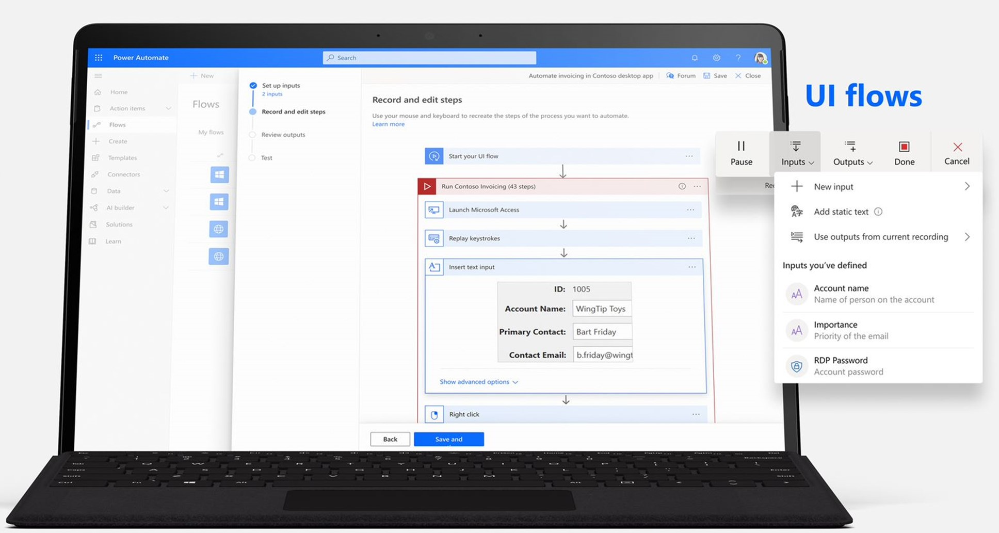 Power Automate
Search
Automate invoicing in Contoso desktop app
Forum
Save
Close
New
Home
Action items
Flows
Create
Templates
Connectors
Data
AI builder
Solutions
Learn
Flows
My flows
Set up inputs
2 inputs
Record and edit steps
Review outputs
Test
Record and edit steps
Use your mouse and keyboard to recreate the steps of the process you want to automate.
Learn more
Start your UI flow
Run Contoso Invoicing (43 steps)
Launch Microsoft Access
Replay keystrokes
Insert text input
ID: 1005
Account Name: WingTip Toys
Primary Contact: Bart Friday
Contact Email: b.friday@wingt
Show advanced options
Right click
Back
Save and
UI flows
Pause
Inputs
Outputs
Done
Cancel
Rec
New input
Add static text
Use outputs from current recording
Inputs you’ve defined
Account name
Name of person on the account
Importance
Priority of the email
RDP Password
Account password